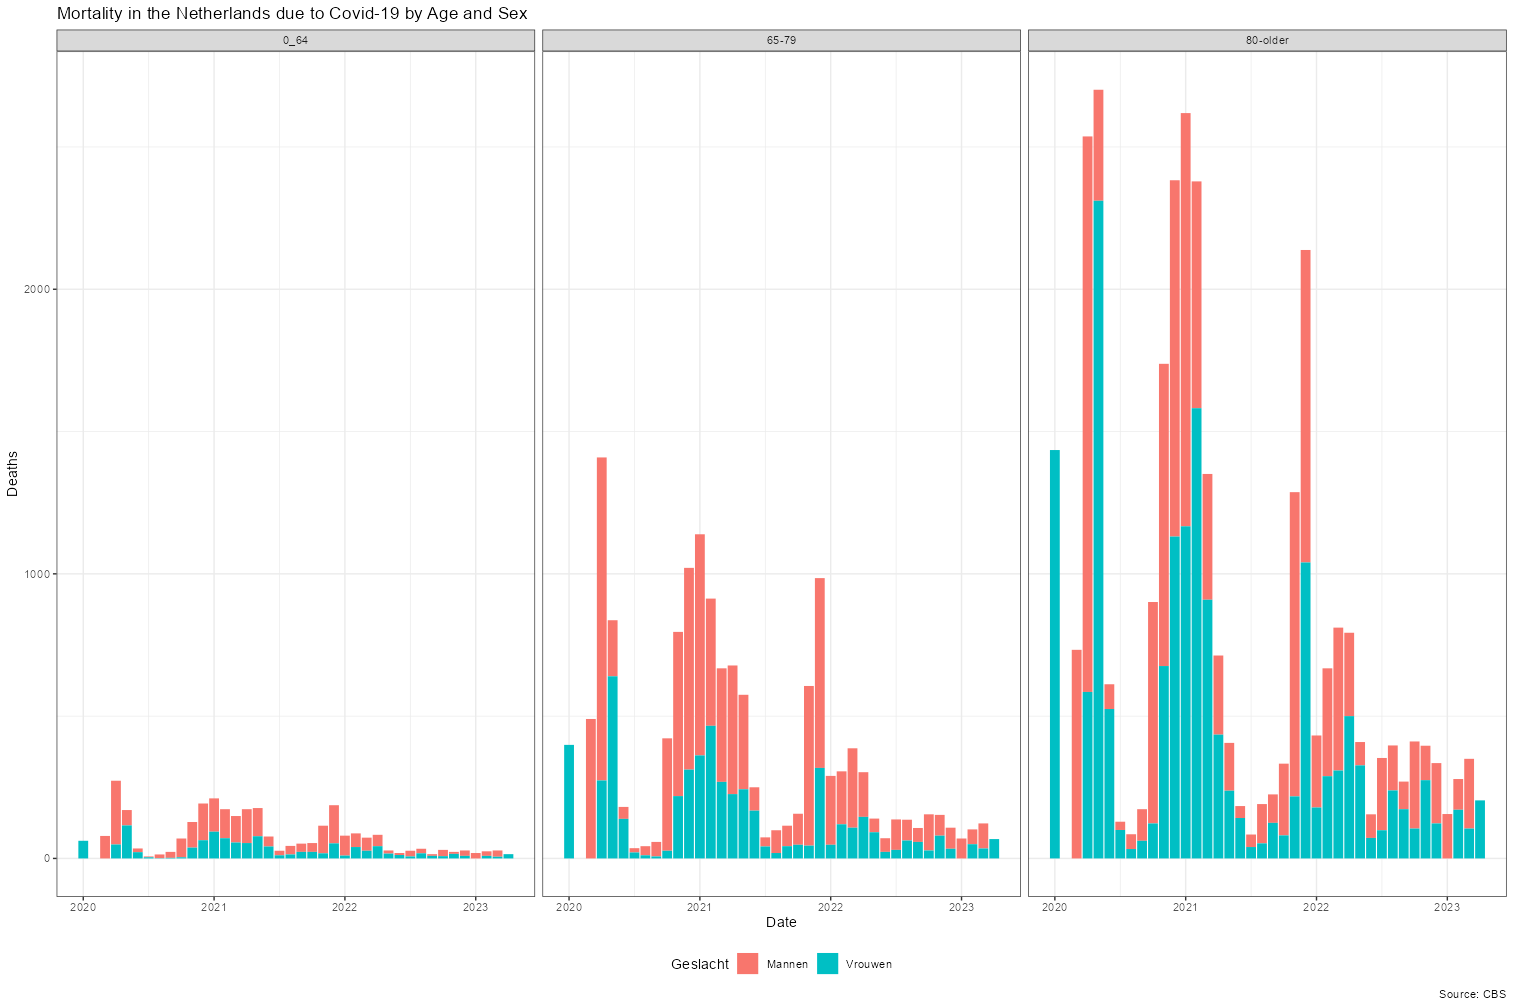 Mortality in the Netherlands due to Covid-19 by Age and Sex
0_64
65-79
80-older
Deaths
2000
1000
0
2020 2021 2022 2023
2020 2021 2022 2023
2020 2021 2022 2023
Date
Geslacht Mannen Vrouwen
Source: CBS